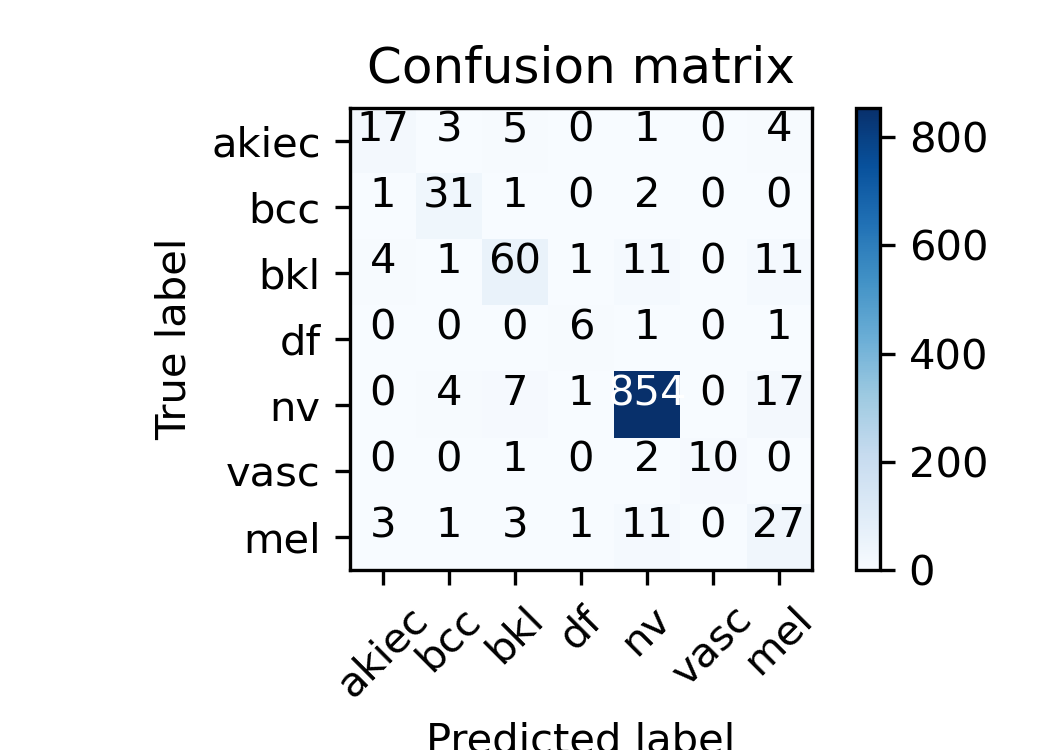 Confusion matrix
akiec 17 3 5 0 1 0 4
bcc 1 31 1 0 2 0 0
bkl 4 1 60 1 11 0 11
df 0 0 0 6 1 0 1
nv 0 4 7 1 854 0 17
vasc 0 0 1 0 2 10 0
mel 3 1 3 1 11 0 27
True label
akiec bcc bkl df nv vasc mel
Predicted label
800
600
400
200
0